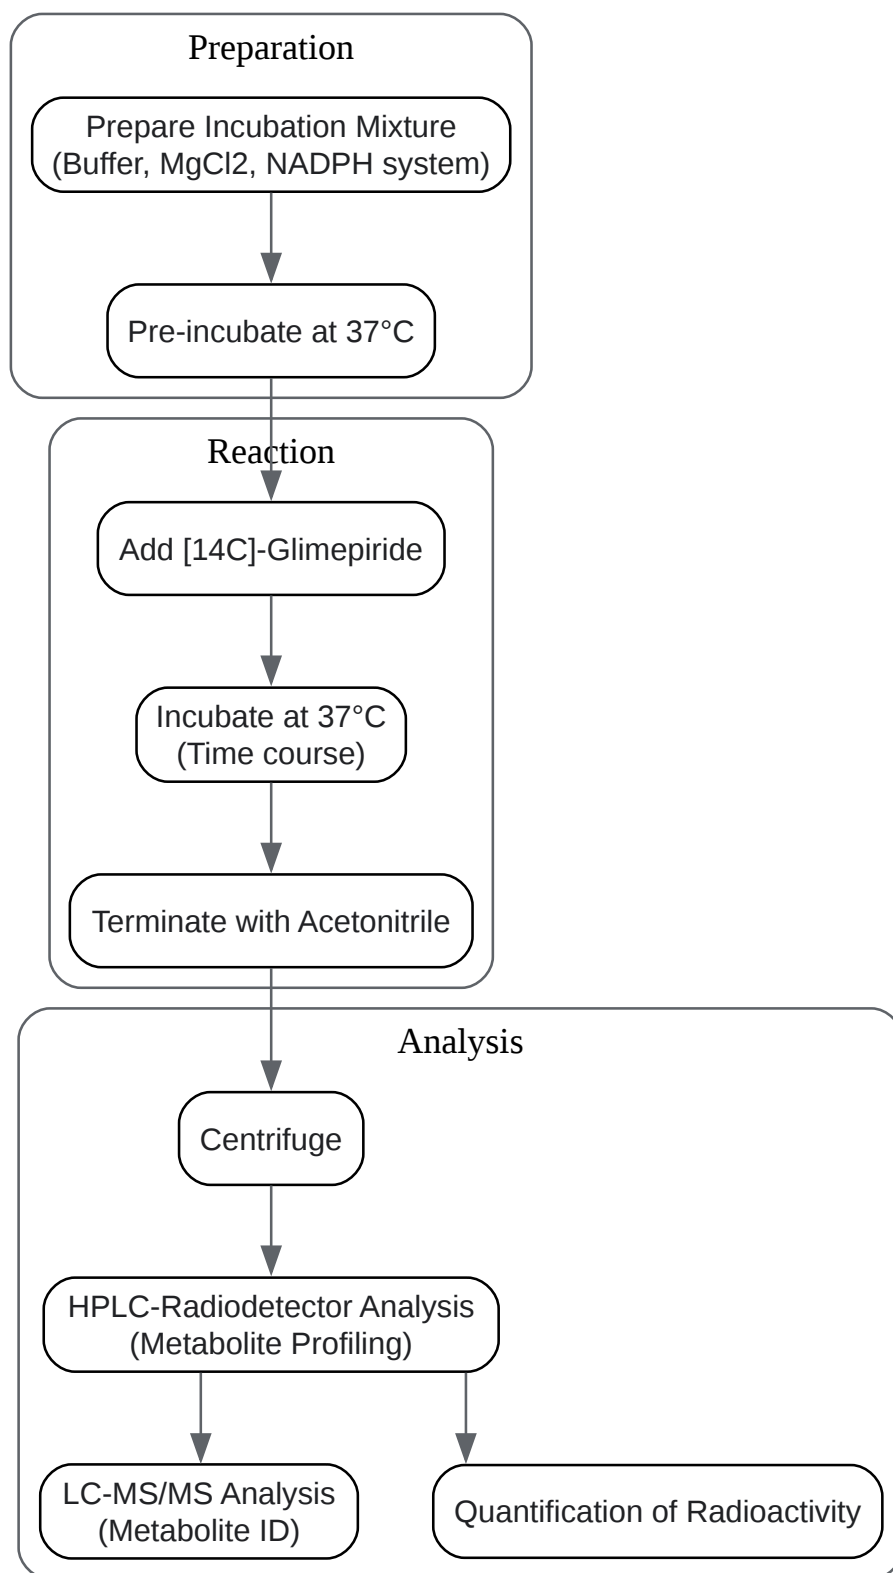 Preparation
Prepare Incubation Mixture
(Buffer, MgCl2, NADPH system)
Pre-incubate at 37°C
Reaction
Add [14C]-Glimepiride
Incubate at 37°C
(Time course)
Terminate with Acetonitrile
Analysis
Centrifuge
HPLC-Radiodetector Analysis
(Metabolite Profiling)
LC-MS/MS Analysis
(Metabolite ID)
Quantification of Radioactivity